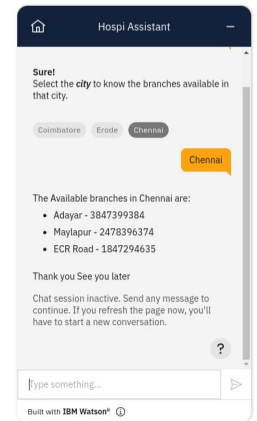 Hospi Assistant
Sure!
Select the city to know the branches available in
that city.
Coimbatore Erode Chennai
Chennai
The Available branches in Chennai are:
• Adayar - 3847399384
• Maylapur - 2478396374
• ECR Road - 1847294635
Thank you See you later
Chat session inactive. Send any message to
continue. If you refresh the page now, you'll
have to start a new conversation.
?
Type something...
Built with IBM Watson® i